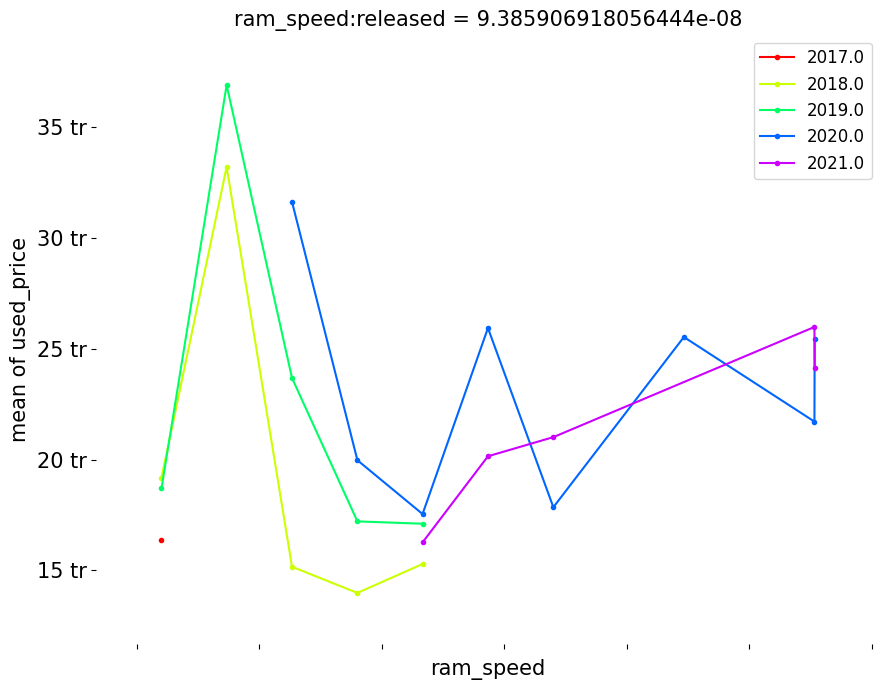 ram_speed:released = 9.385906918056444e-08
2017.0
2018.0
2019.0
2020.0
2021.0
35 tr
30 tr
25 tr
20 tr
15 tr
mean of used_price
ram_speed